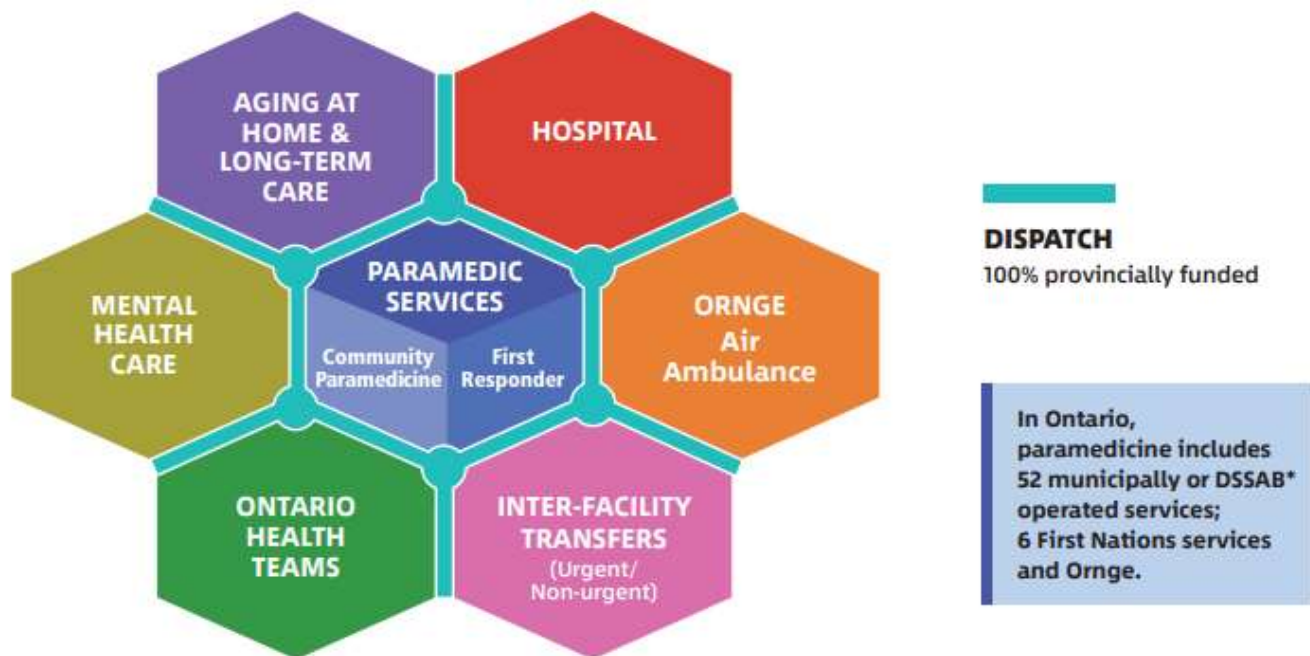 AGING AT
HOME &
LONG-TERM
CARE
HOSPITAL
MENTAL
HEALTH
CARE
PARAMEDIC
SERVICES
Community
Paramedicine
First
Responder
ORNGE
Air
Ambulance
ONTARIO
HEALTH
TEAMS
INTER-FACILITY
TRANSFERS
(Urgent/
Non-urgent)
DISPATCH
100% provincially funded
In Ontario,
paramedicine includes
52 municipally or DSSAB*
operated services;
6 First Nations services
and Ornge.